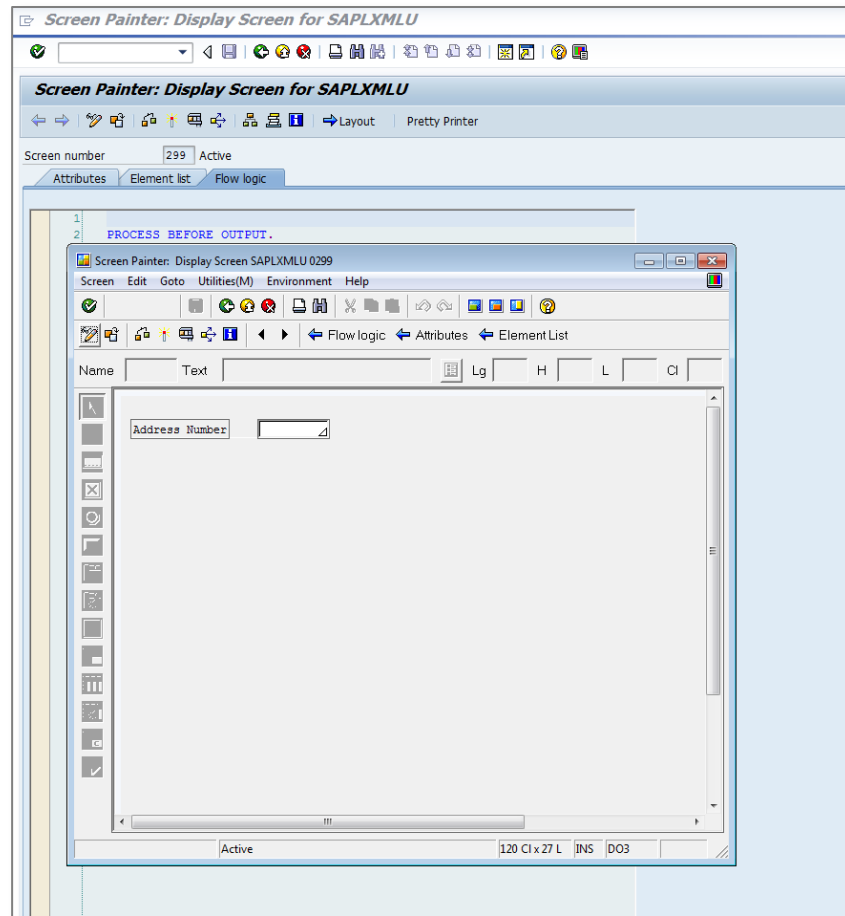 Screen Painter: Display Screen for SAPLXMLU
Screen Painter: Display Screen for SAPLXMLU
Layout Pretty Printer
Screen number 299 Active
Attributes Element list Flow logic
1
2 PROCESS BEFORE OUTPUT.
Screen Painter: Display Screen SAPLXMLU 0299
Screen Edit Goto Utilities(M) Environment Help
Flow logic Attributes Element List
Name Text Lg H L Cl
Address Number
Active 120 Cl x 27 L INS DO3